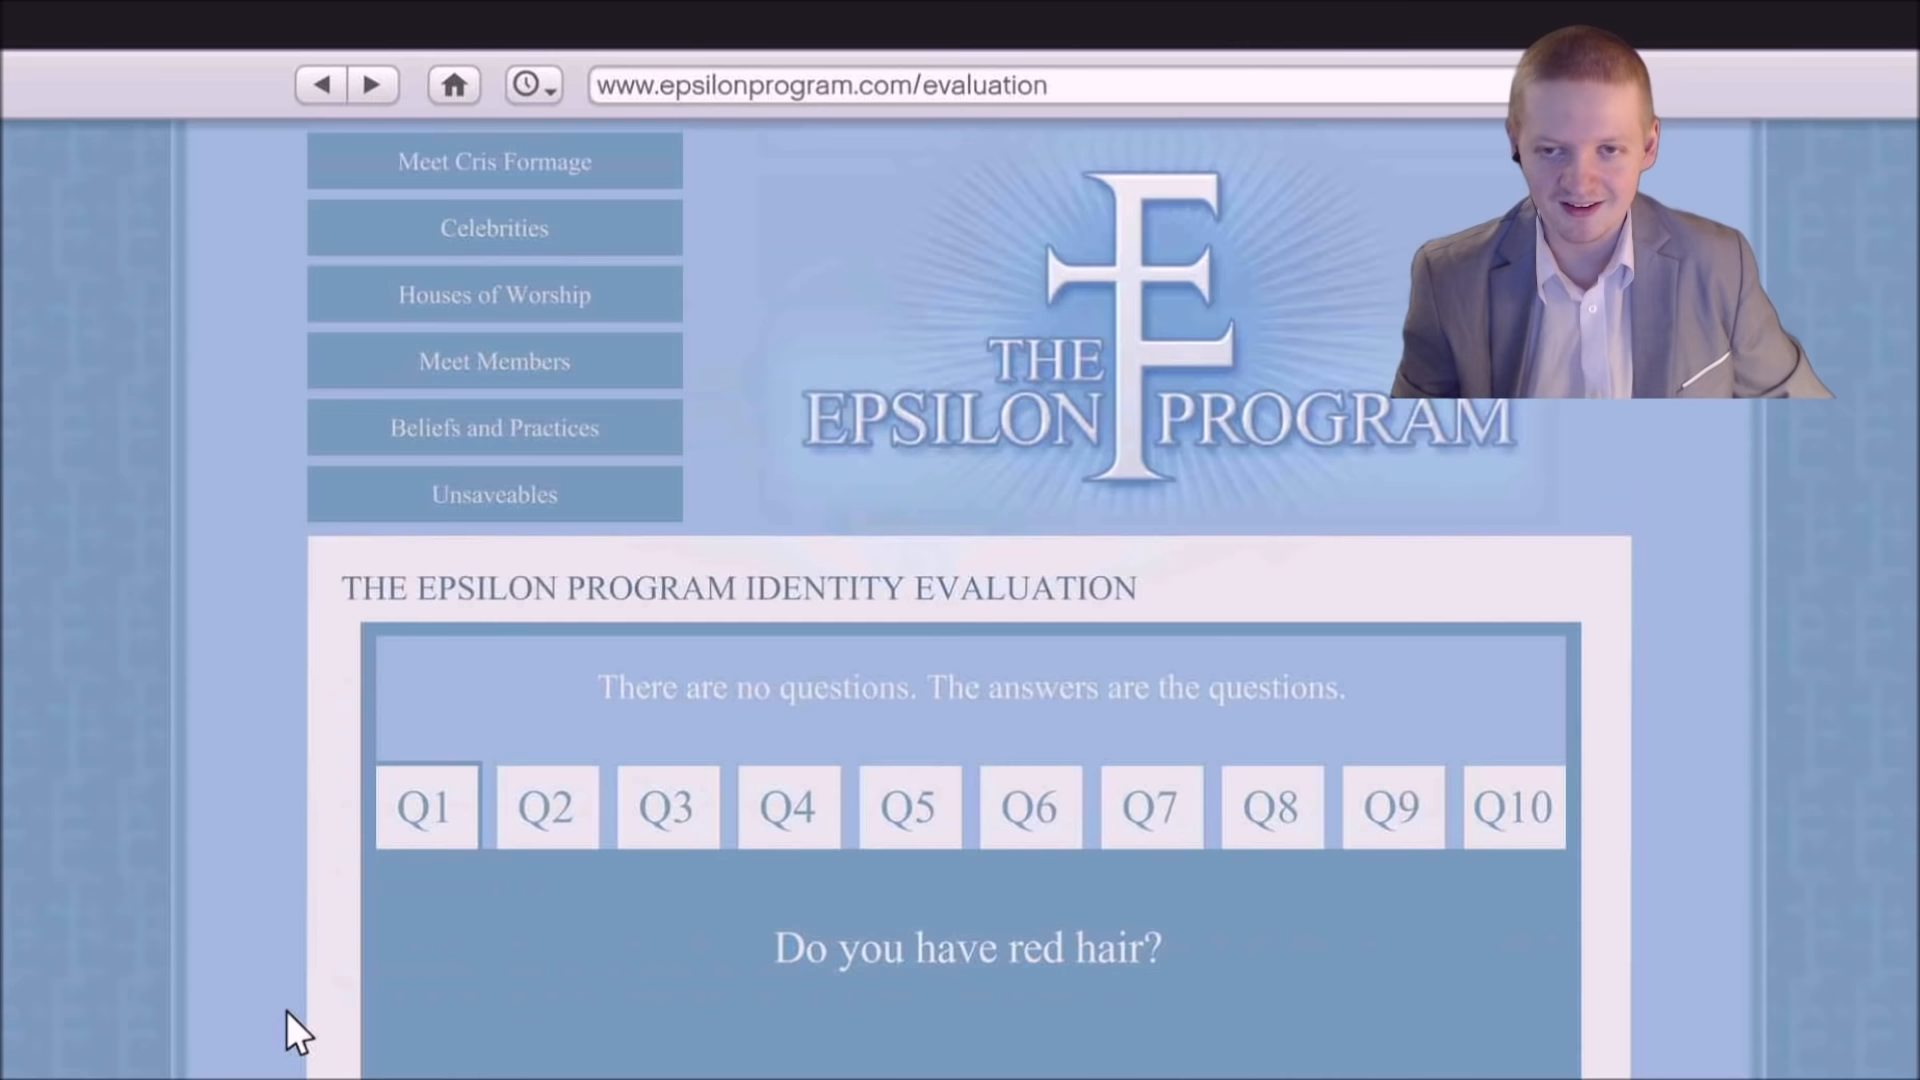 www.epsilonprogram.com/evaluation
Meet Cris Formage
Celebrities
Houses of Worship
Meet Members
Beliefs and Practices
Unsaveables
THE
EPSILON PROGRAM
THE EPSILON PROGRAM IDENTITY EVALUATION
There are no questions. The answers are the questions.
Q1 Q2 Q3 Q4 Q5 Q6 Q7 Q8 Q9 Q10
Do you have red hair?